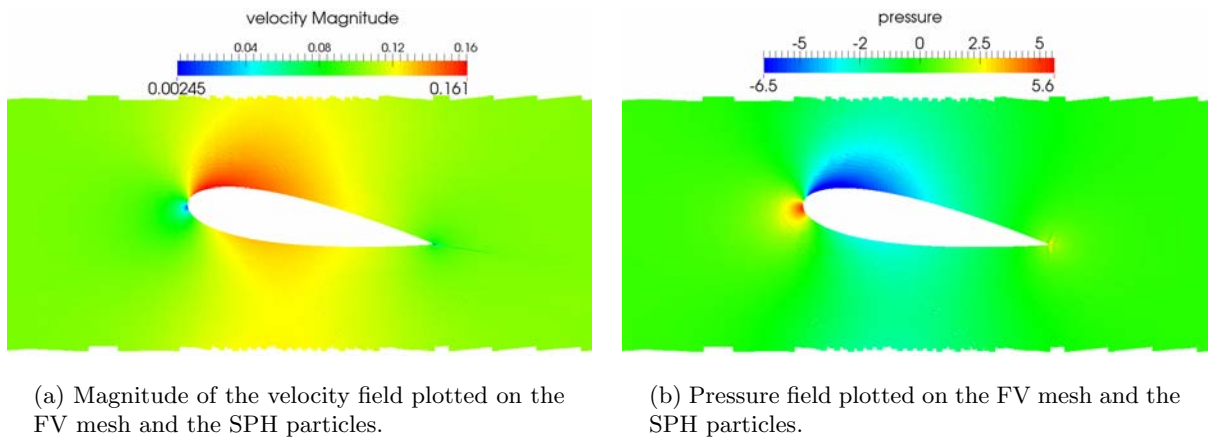 velocity Magnitude
0.04 0.08 0.12 0.16
0.00245 0.161
pressure
-5 -2 0 2.5 5
-6.5 5.6
(a) Magnitude of the velocity field plotted on the
FV mesh and the SPH particles.
(b) Pressure field plotted on the FV mesh and the
SPH particles.